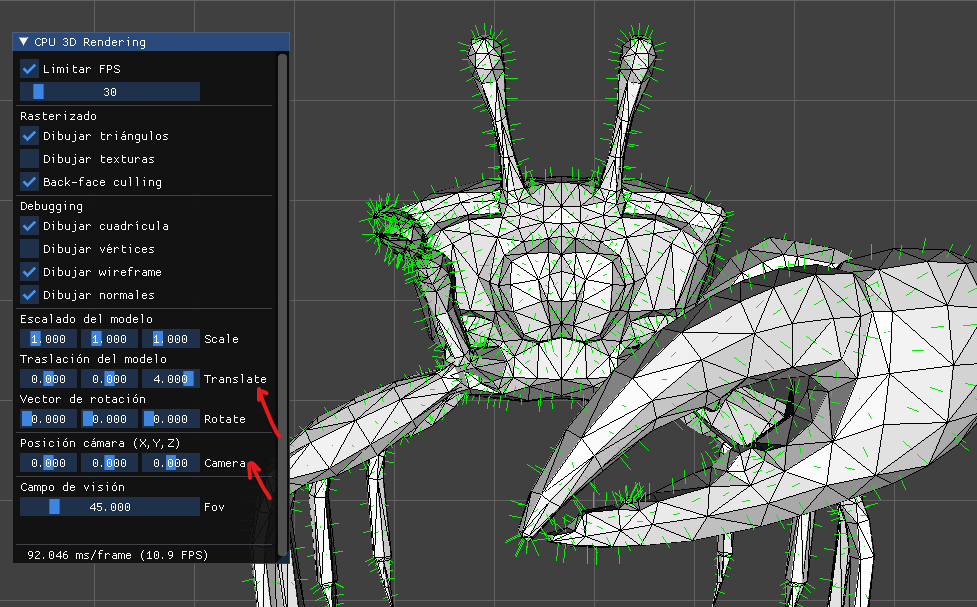 CPU 3D Rendering
Limitar FPS
30
Rasterizado
Dibujar triángulos
Dibujar texturas
Back-face culling
Debugging
Dibujar cuadrícula
Dibujar vértices
Dibujar wireframe
Dibujar normales
Escalado del modelo
1.000 1.000 1.000 Scale
Traslación del modelo
0.000 0.000 4.000 Translate
Vector de rotación
0.000 0.000 0.000 Rotate
Posición cámara (X,Y,Z)
0.000 0.000 0.000 Camera
Campo de visión
45.000 Fov
92.046 ms/frame (10.9 FPS)